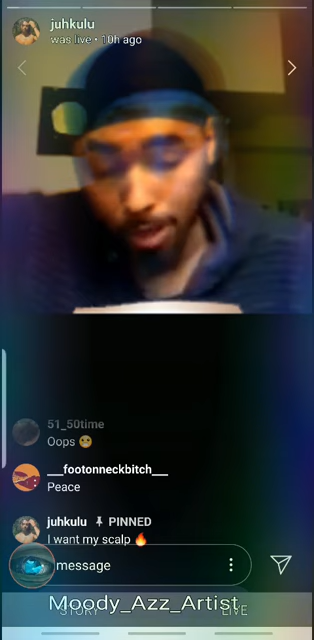 juhkulu
was live • 10h ago
51_50time
Oops 😬
___footonneckbitch___
Peace
juhkulu PINNED
I want my scalp 🔥
message
Moody_Azz_Artist
STORY LIVE